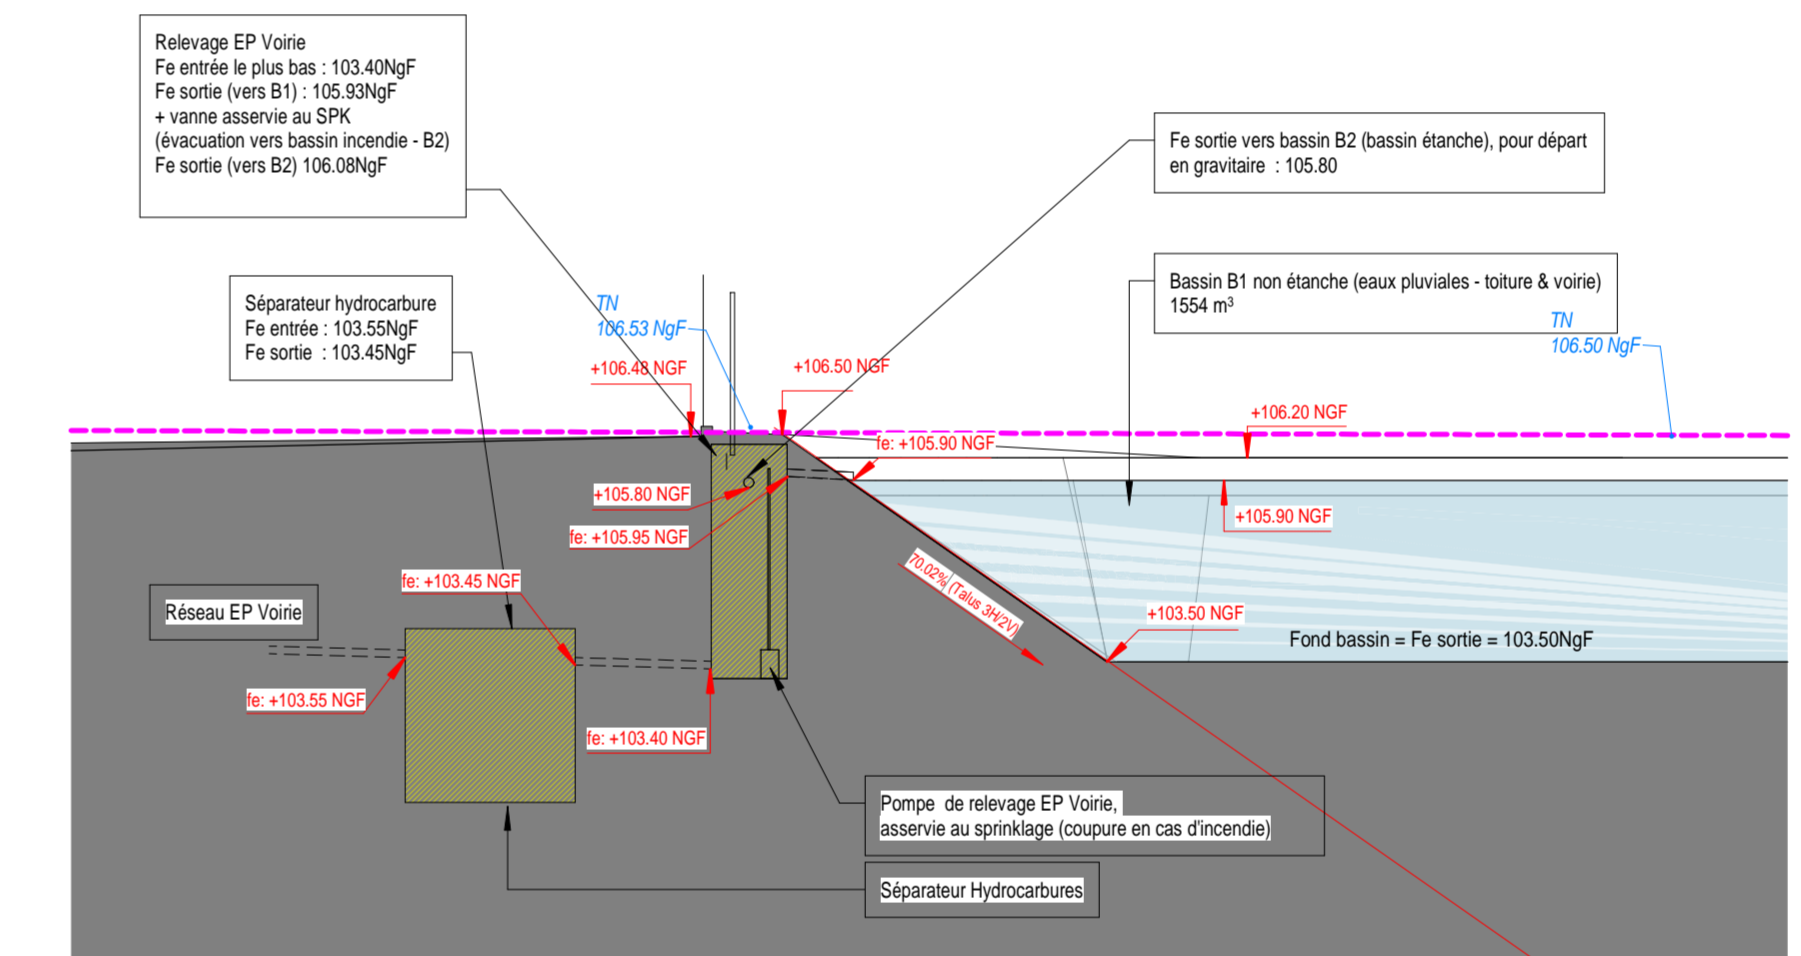 Relevage EP Voirie
Fe entrée le plus bas : 103.40NgF
Fe sortie (vers B1) : 105.93NgF
+ vanne asservie au SPK
(évacuation vers bassin incendie - B2)
Fe sortie (vers B2) 106.08NgF
Fe sortie vers bassin B2 (bassin étanche), pour départ
en gravitaire : 105.80
Séparateur hydrocarbure
Fe entrée : 103.55NgF
Fe sortie : 103.45NgF
Bassin B1 non étanche (eaux pluviales - toiture & voirie)
1554 m³
TN
106.53 NgF
TN
106.50 NgF
+106.48 NGF
+106.50 NGF
+106.20 NGF
fe: +105.90 NGF
+105.80 NGF
+105.90 NGF
fe: +105.95 NGF
70.02% (Talus 3H/2V)
fe: +103.45 NGF
Réseau EP Voirie
+103.50 NGF
Fond bassin = Fe sortie = 103.50NgF
fe: +103.55 NGF
fe: +103.40 NGF
Pompe de relevage EP Voirie,
asservie au sprinklage (coupure en cas d'incendie)
Séparateur Hydrocarbures